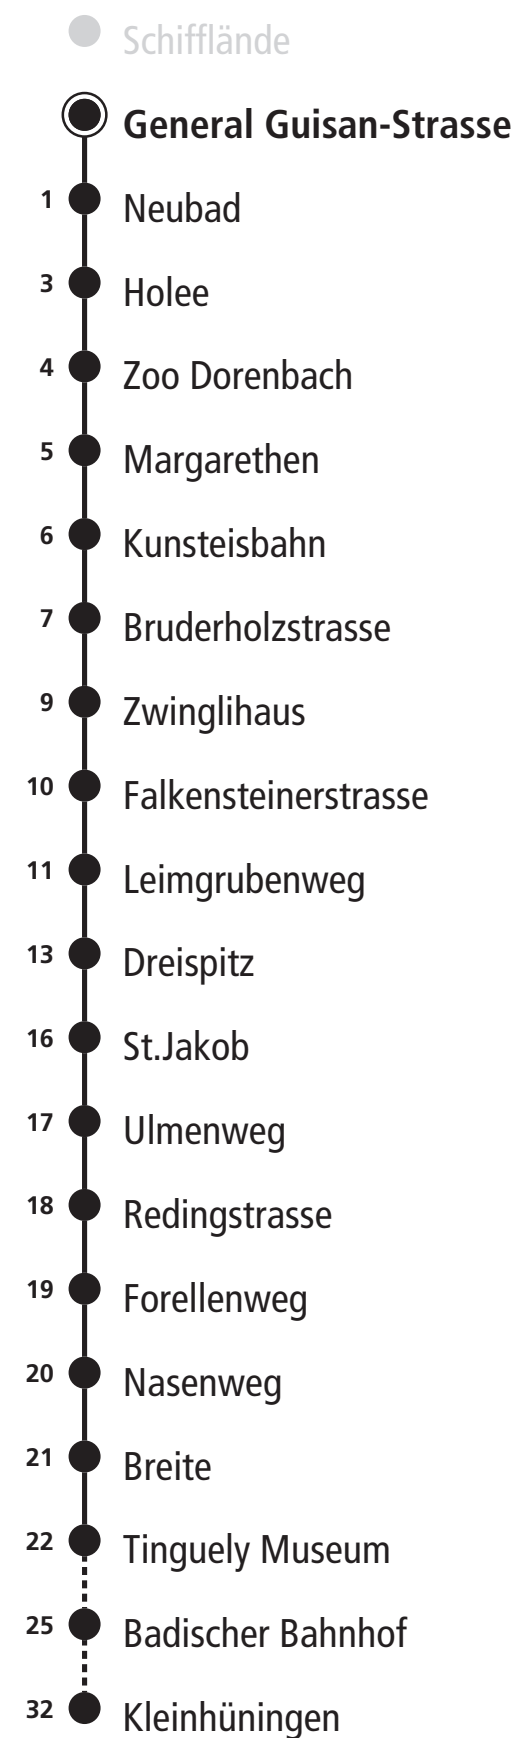 Schifflände
General Guisan-Strasse
1 Neubad
3 Holee
4 Zoo Dorenbach
5 Margarethen
6 Kunsteisbahn
7 Bruderholzstrasse
9 Zwinglihaus
10 Falkensteinerstrasse
11 Leimgrubenweg
13 Dreispitz
16 St.Jakob
17 Ulmenweg
18 Redingstrasse
19 Forellenweg
20 Nasenweg
21 Breite
22 Tinguely Museum
25 Badischer Bahnhof
32 Kleinhüningen